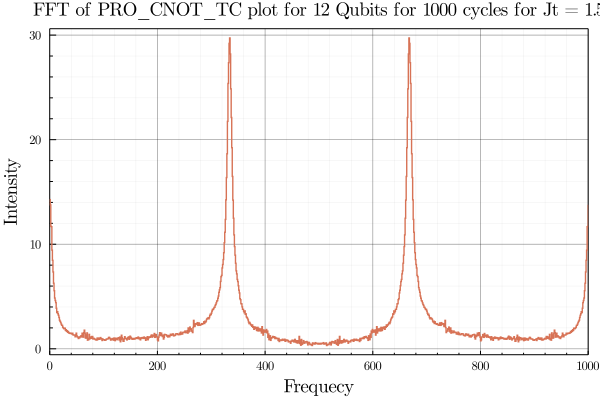 FFT of PRO_CNOT_TC plot for 12 Qubits for 1000 cycles for Jt = 1.5
30
20
10
0
Intensity
0 200 400 600 800 1000
Frequecy